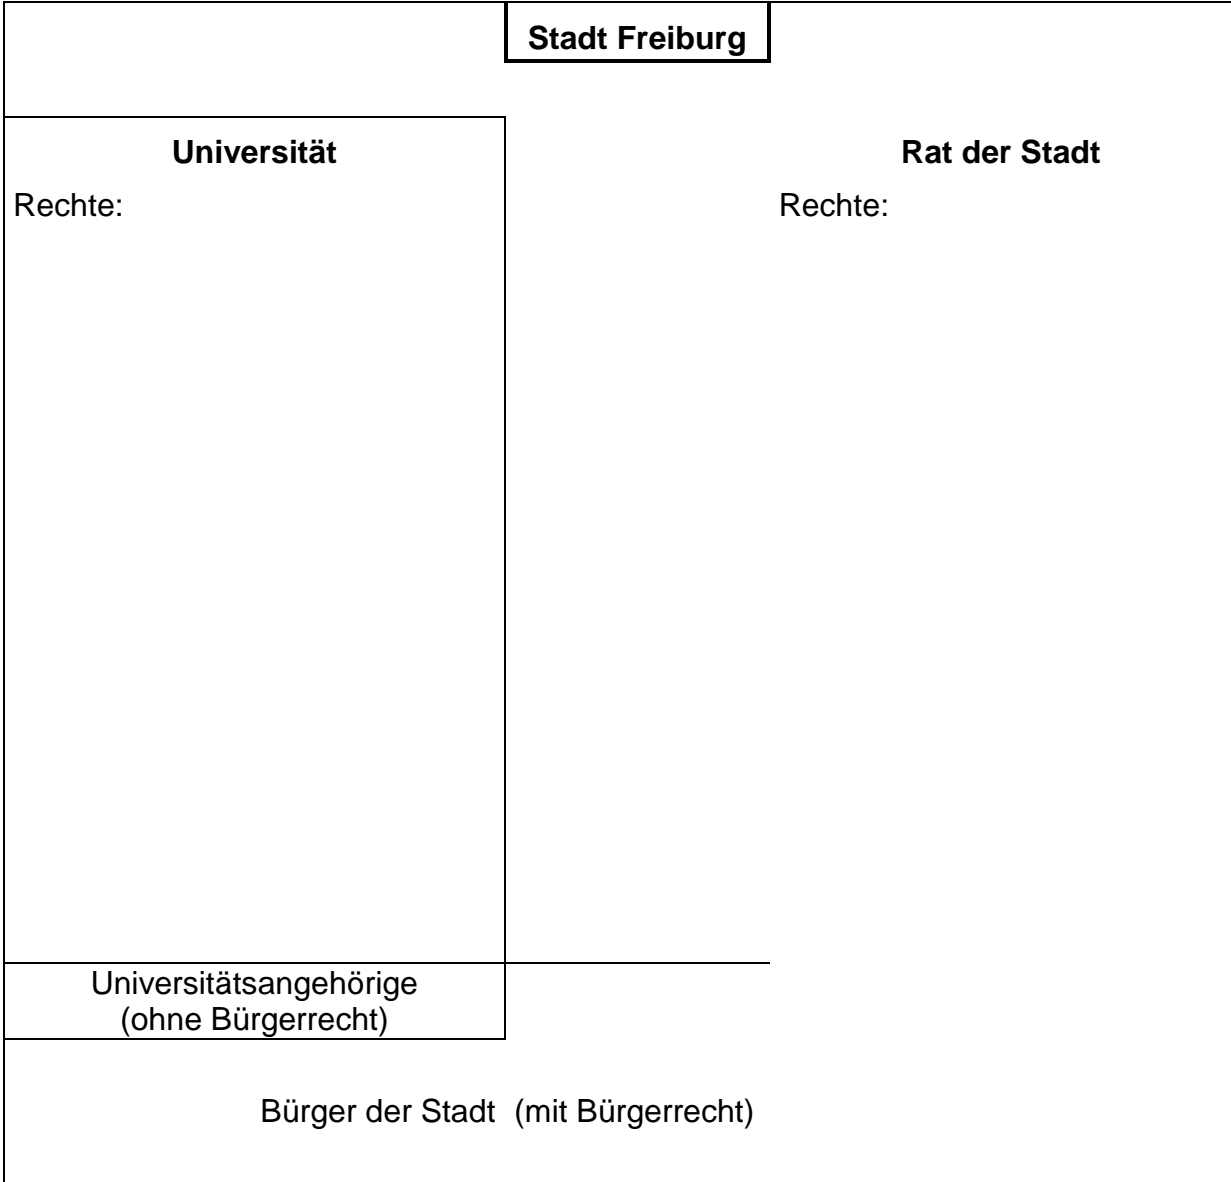 Stadt Freiburg
Universität
Rechte:
Rat der Stadt
Rechte:
Universitätsangehörige
(ohne Bürgerrecht)
Bürger der Stadt (mit Bürgerrecht)